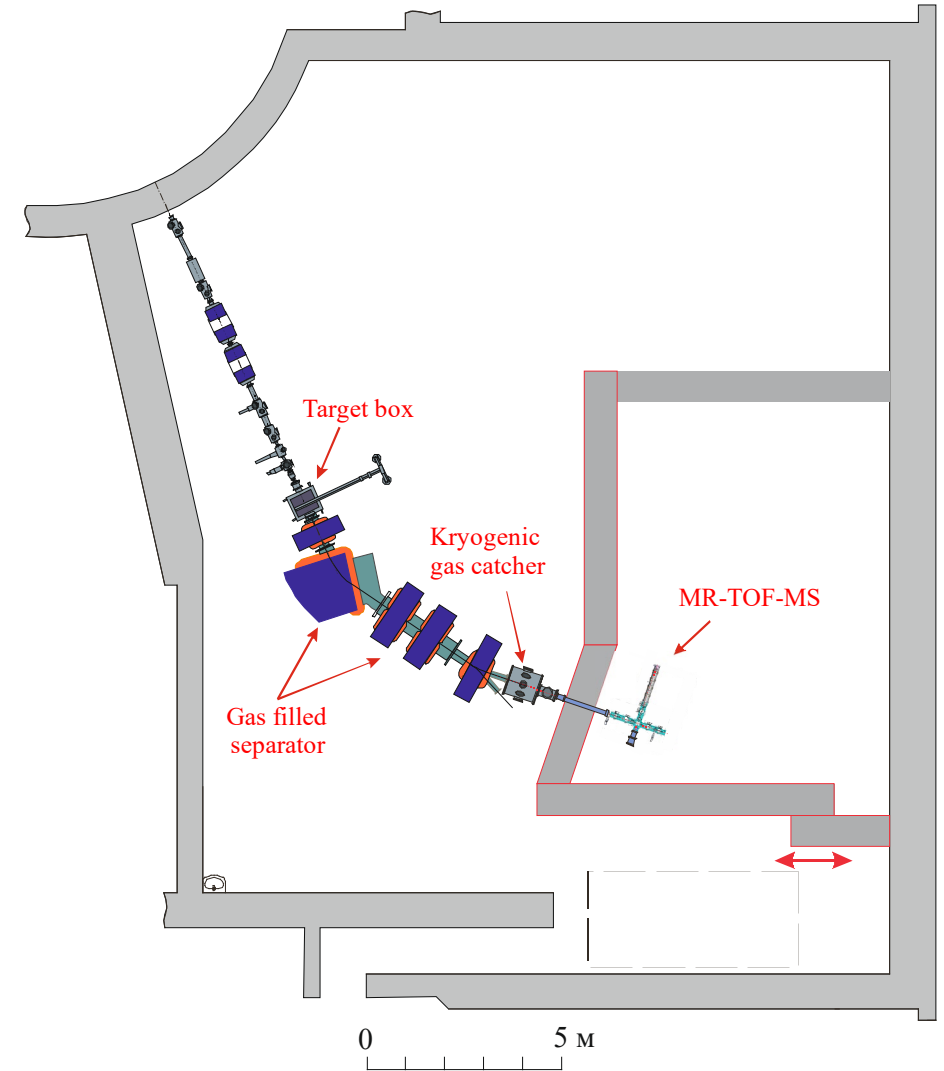 Target box
Kryogenic
gas catcher
MR-TOF-MS
Gas filled
separator
0 5 м